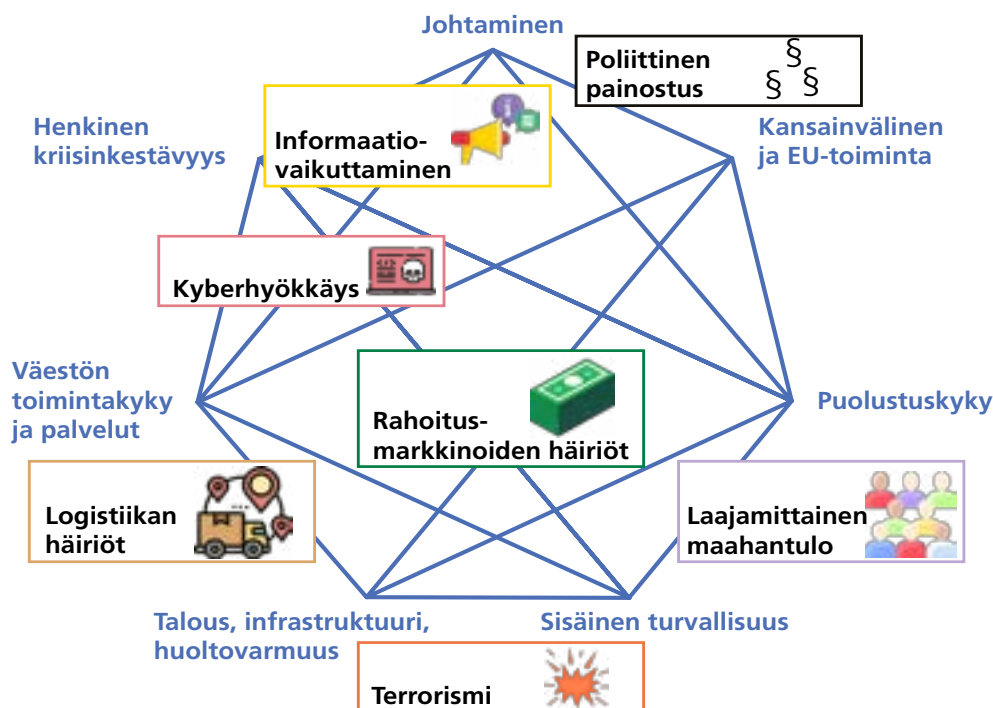 Johtaminen
Poliittinen
painostus
§
§ §
Henkinen
kriisinkestävyys
Informaatio-
vaikuttaminen
Kansainvälinen
ja EU-toiminta
Kyberhyökkäys
Väestön
toimintakyky
ja palvelut
Rahoitus-
markkinoiden häiriöt
Puolustuskyky
Logistiikan
häiriöt
Laajamittainen
maahantulo
Talous, infrastruktuuri,
huoltovarmuus
Sisäinen turvallisuus
Terrorismi